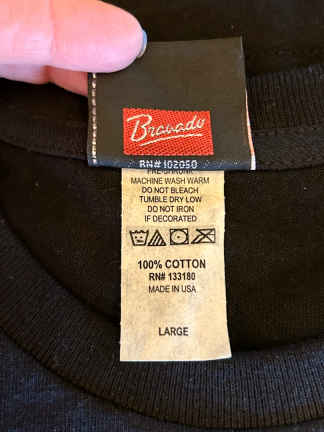 Bravado
RN# 102050
PRE-SHRUNK
MACHINE WASH WARM
DO NOT BLEACH
TUMBLE DRY LOW
DO NOT IRON
IF DECORATED
100% COTTON
RN# 133180
MADE IN USA
LARGE